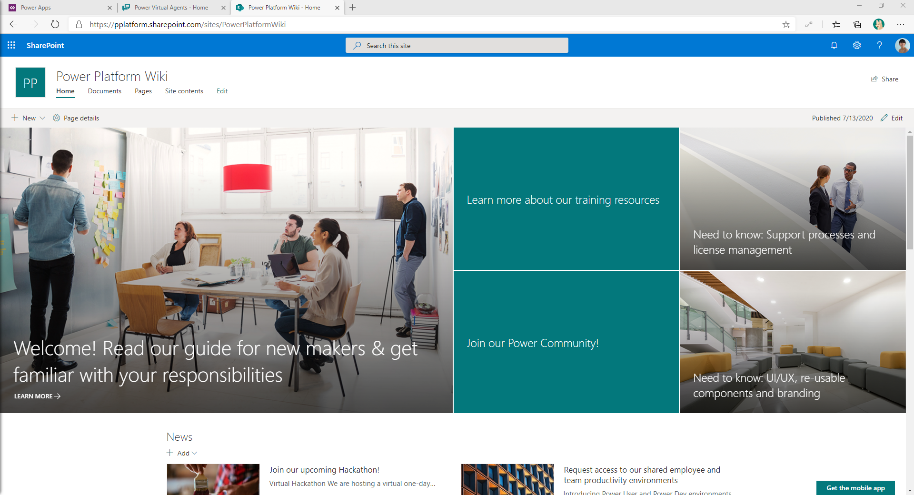 Power Apps
Power Virtual Agents - Home
Power Platform Wiki - Home
https://pplatform.sharepoint.com/sites/PowerPlatformWiki
SharePoint
Search this site
PP
Power Platform Wiki
Home
Documents
Pages
Site contents
Edit
Share
New
Page details
Published 7/13/2020
Edit
Welcome! Read our guide for new makers & get
familiar with your responsibilities
LEARN MORE
Learn more about our training resources
Need to know: Support processes and
license management
Join our Power Community!
Need to know: UI/UX, re-usable
components and branding
News
Add
Join our upcoming Hackathon!
Virtual Hackathon We are hosting a virtual one-day...
Request access to our shared employee and
team productivity environments
Introducing Power User and Power Dev environments
Get the mobile app